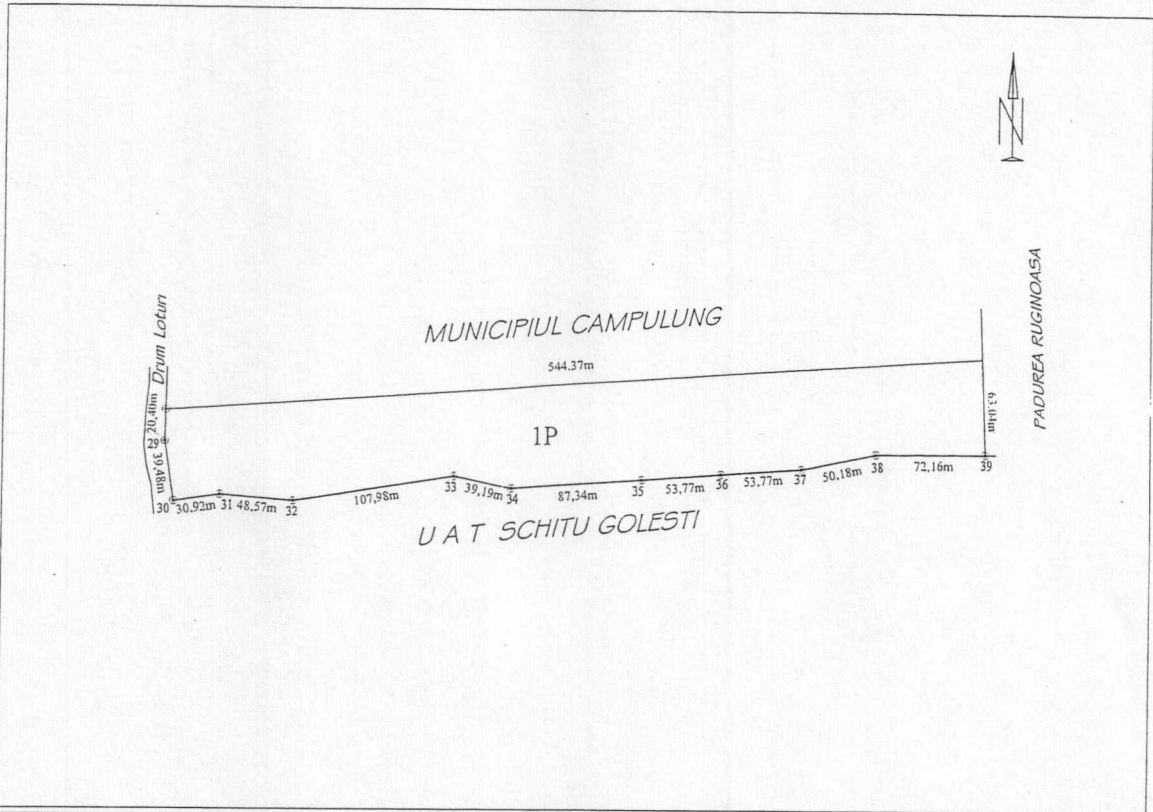 N
Drum Loturi
MUNICIPIUL CAMPULUNG
544.37m
PADUREA RUGINOASA
20,40m
29
39,48m
63.04m
1P
30 30,92m 31 48,57m 32 107,98m 33 39,19m 34 87,34m 35 53,77m 36 53,77m 37 50,18m 38 72,16m 39
U A T SCHITU GOLESTI